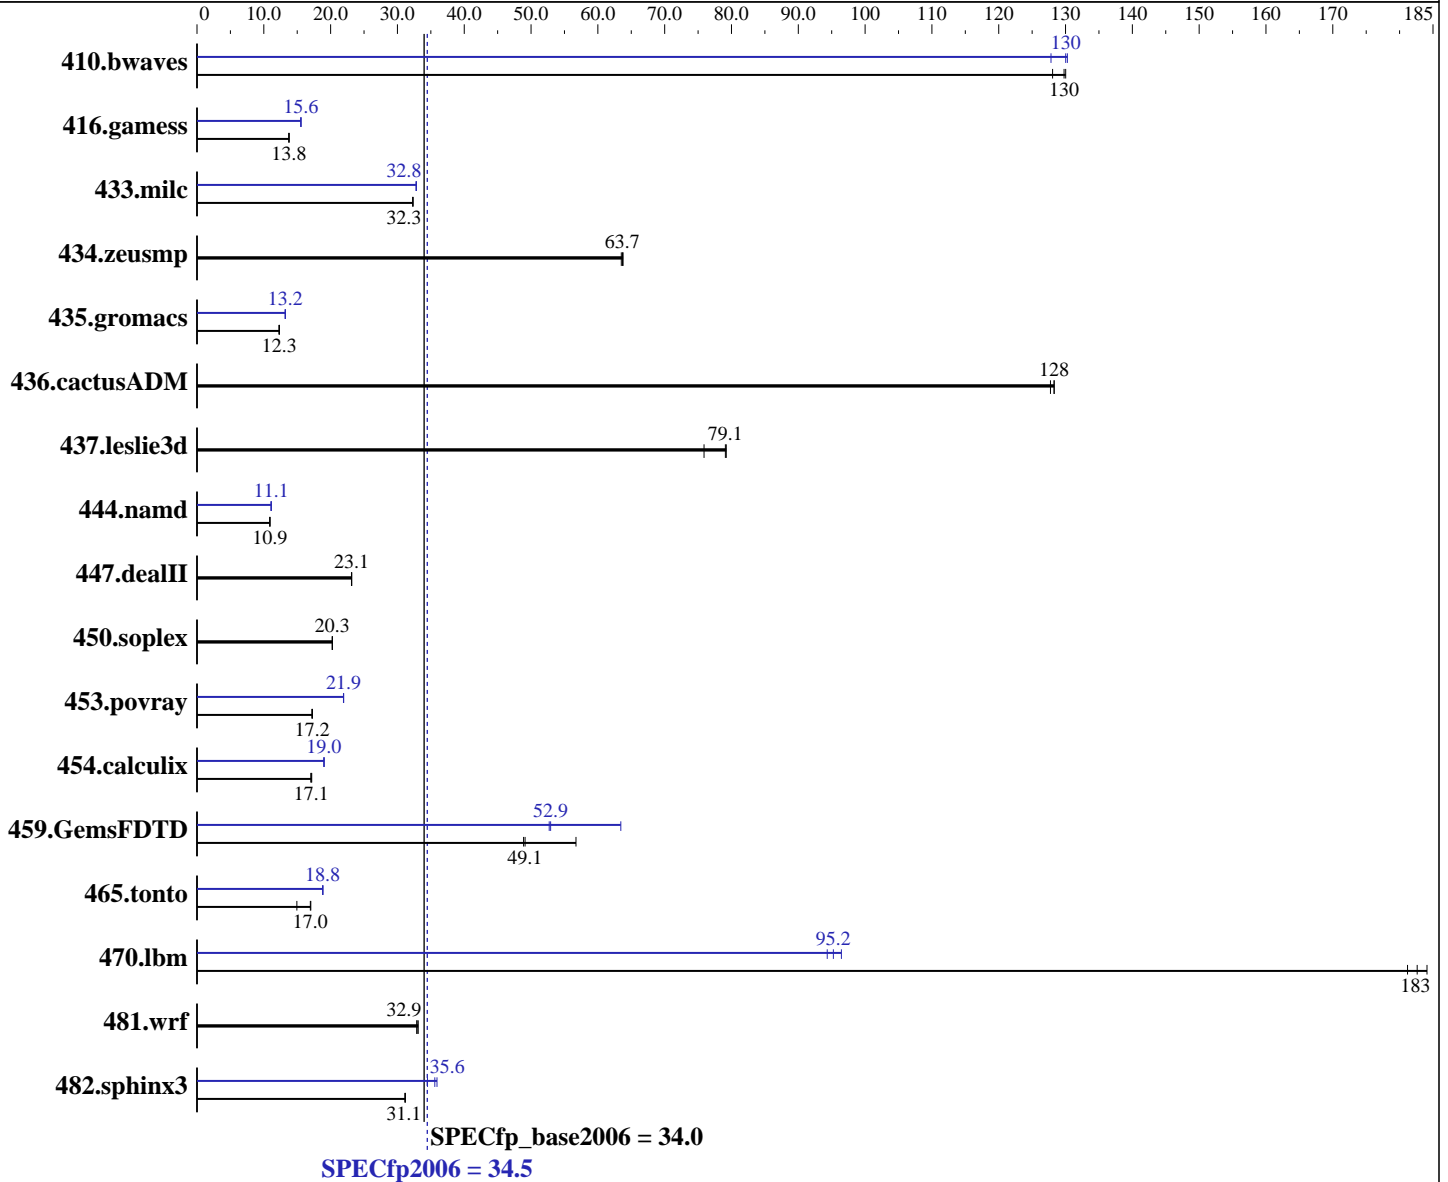 0 10.0 20.0 30.0 40.0 50.0 60.0 70.0 80.0 90.0 100 110 120 130 140 150 160 170 185
410.bwaves 130
130
416.gamess 15.6
13.8
433.milc 32.8
32.3
434.zeusmp 63.7
435.gromacs 13.2
12.3
436.cactusADM 128
437.leslie3d 79.1
444.namd 11.1
10.9
447.dealII 23.1
450.soplex 20.3
453.povray 21.9
17.2
454.calculix 19.0
17.1
459.GemsFDTD 52.9
49.1
465.tonto 18.8
17.0
470.lbm 95.2
183
481.wrf 32.9
482.sphinx3 35.6
31.1
SPECfp_base2006 = 34.0
SPECfp2006 = 34.5